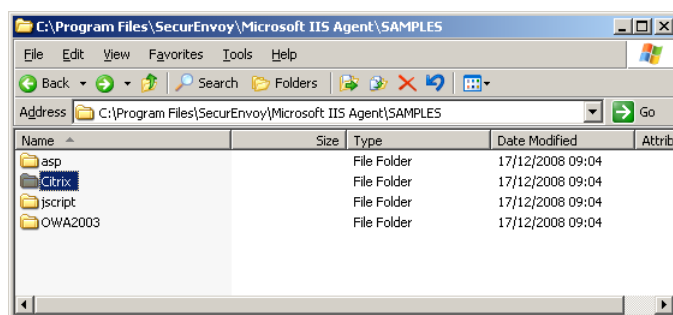 C:\Program Files\SecurEnvoy\Microsoft IIS Agent\SAMPLES
File Edit View Favorites Tools Help
Back Search Folders
Address C:\Program Files\SecurEnvoy\Microsoft IIS Agent\SAMPLES Go
Name Size Type Date Modified Attrib
asp File Folder 17/12/2008 09:04
Citrix File Folder 17/12/2008 09:04
jscript File Folder 17/12/2008 09:04
OWA2003 File Folder 17/12/2008 09:04